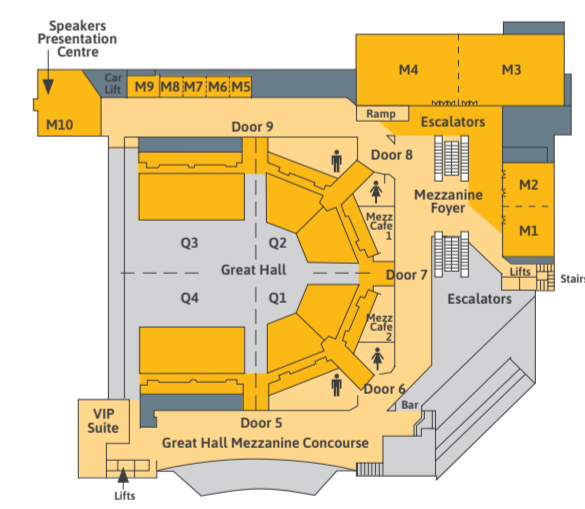 Speakers
Presentation
Centre
M4
M3
Car
Lift
M9
M8
M7
M6
M5
M10
Ramp
Escalators
Door 9
Door 8
M2
Mezzanine
Foyer
Mezz
Cafe
1
M1
Q3
Q2
Great Hall
Door 7
Lifts
Stairs
Q4
Q1
Escalators
Mezz
Cafe
2
Door 6
Bar
VIP
Suite
Door 5
Great Hall Mezzanine Concourse
Lifts